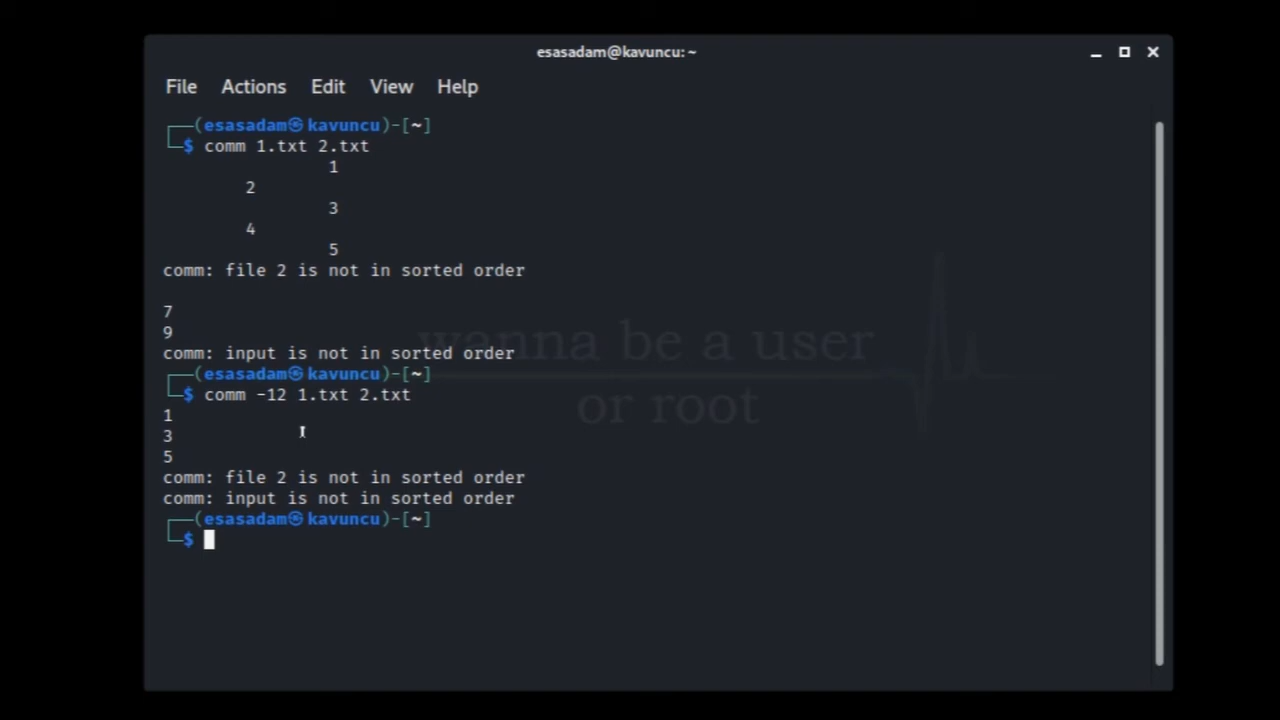 esasadam@kavuncu: ~
File Actions Edit View Help
┌──(esasadam㉿kavuncu)-[~]
└─$ comm 1.txt 2.txt
                1
        2
                3
        4
                5
comm: file 2 is not in sorted order

7
9
comm: input is not in sorted order
┌──(esasadam㉿kavuncu)-[~]
└─$ comm -12 1.txt 2.txt
1
3
5
comm: file 2 is not in sorted order
comm: input is not in sorted order
┌──(esasadam㉿kavuncu)-[~]
└─$
wanna be a user
or root